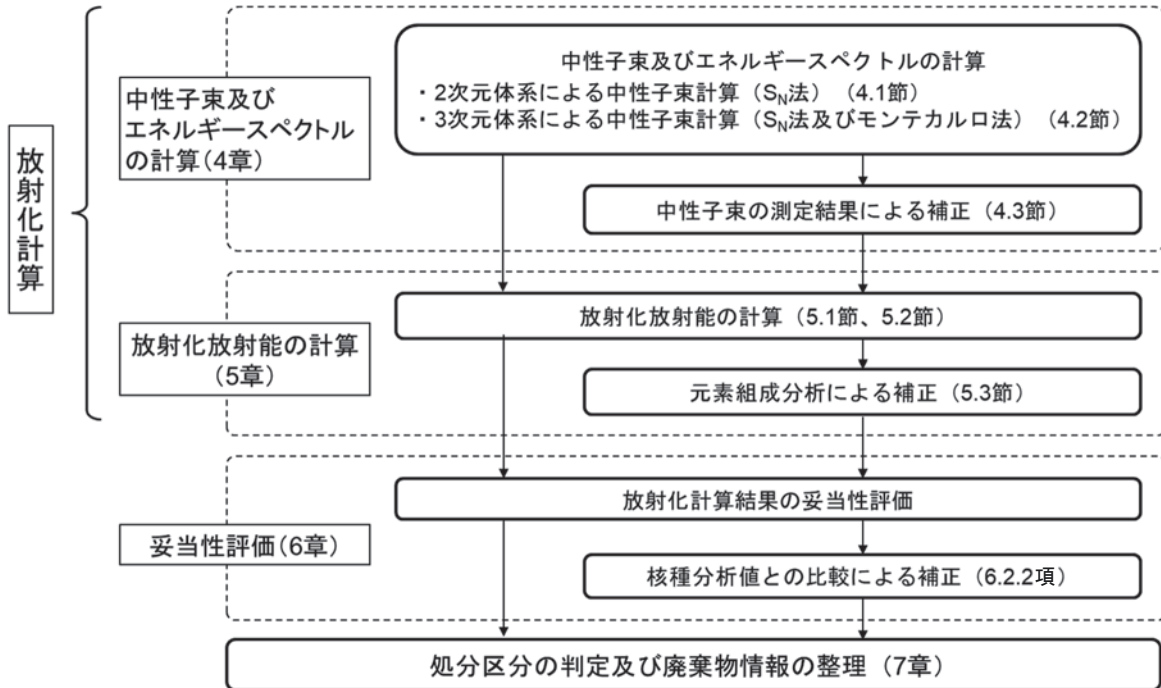 放射化計算
中性子束及び
エネルギースペクトル
の計算(4章)
中性子束及びエネルギースペクトルの計算
・2次元体系による中性子束計算（SN法）（4.1節）
・3次元体系による中性子束計算（SN法及びモンテカルロ法）（4.2節）
中性子束の測定結果による補正（4.3節）
放射化放射能の計算
(5章)
放射化放射能の計算（5.1節、5.2節）
元素組成分析による補正（5.3節）
妥当性評価(6章)
放射化計算結果の妥当性評価
核種分析値との比較による補正（6.2.2項）
処分区分の判定及び廃棄物情報の整理（7章）